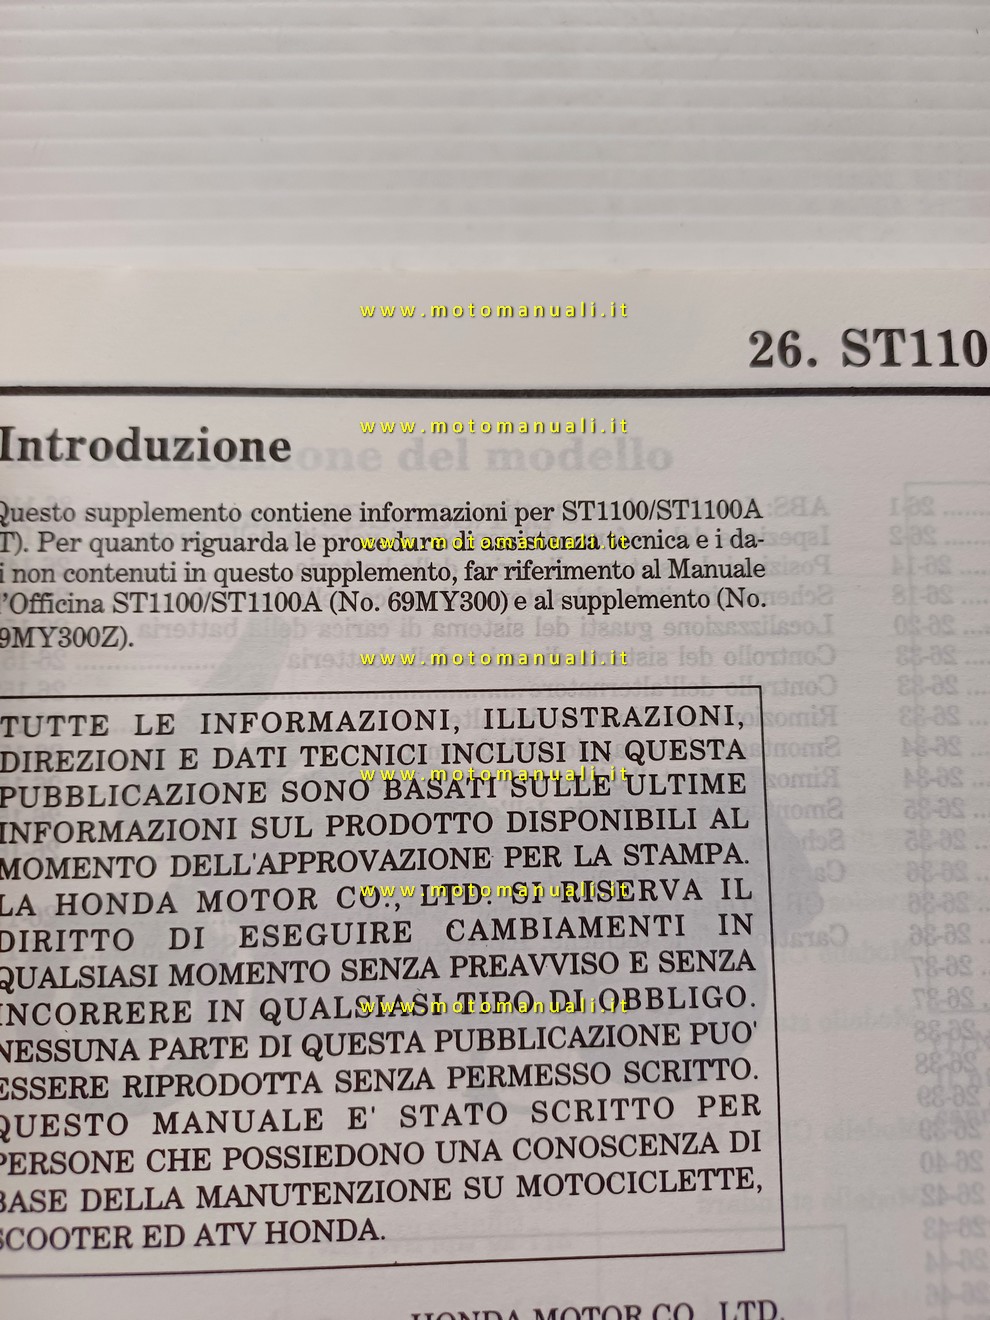 www.motomanuali.it
26. ST110
www.motomanuali.it
Introduzione
Questo supplemento contiene informazioni per ST1100/ST1100A
T). Per quanto riguarda le procedure di assistenza tecnica e i da-
www.motomanuali.it
i non contenuti in questo supplemento, far riferimento al Manuale
l'Officina ST1100/ST1100A (No. 69MY300) e al supplemento (No.
9MY300Z).
www.motomanuali.it
TUTTE LE INFORMAZIONI, ILLUSTRAZIONI,
DIREZIONI E DATI TECNICI INCLUSI IN QUESTA
www.motomanuali.it
PUBBLICAZIONE SONO BASATI SULLE ULTIME
INFORMAZIONI SUL PRODOTTO DISPONIBILI AL
MOMENTO DELL'APPROVAZIONE PER LA STAMPA.
LA HONDA MOTOR CO., LTD. SI RISERVA IL
www.motomanuali.it
DIRITTO DI ESEGUIRE CAMBIAMENTI IN
QUALSIASI MOMENTO SENZA PREAVVISO E SENZA
INCORRERE IN QUALSIASI TIPO DI OBBLIGO.
www.motomanuali.it
NESSUNA PARTE DI QUESTA PUBBLICAZIONE PUO'
ESSERE RIPRODOTTA SENZA PERMESSO SCRITTO.
QUESTO MANUALE E' STATO SCRITTO PER
PERSONE CHE POSSIEDONO UNA CONOSCENZA DI
BASE DELLA MANUTENZIONE SU MOTOCICLETTE,
SCOOTER ED ATV HONDA.
HONDA MOTOR CO., LTD.